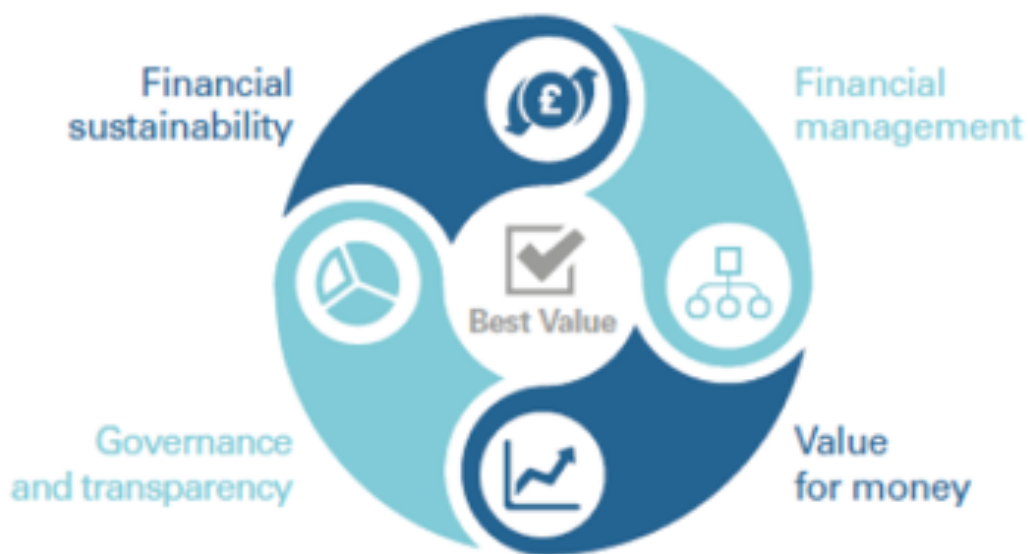 Financial
sustainability
Financial
management
£
Best Value
Governance
and transparency
Value
for money